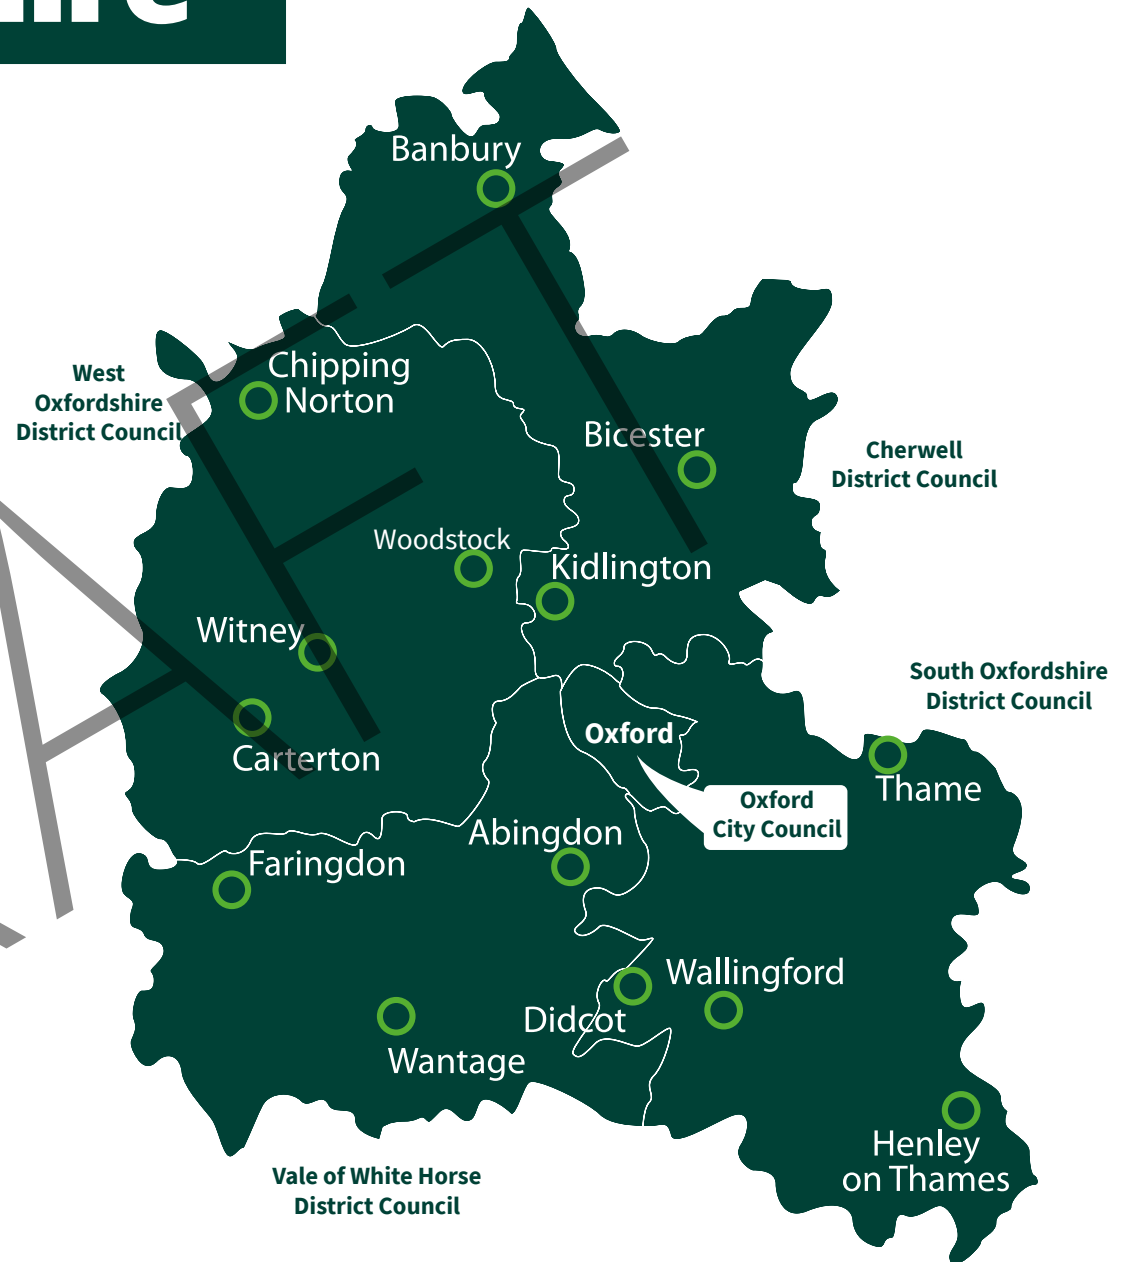 Banbury
Chipping
Norton
West
Oxfordshire
District Council
Bicester
Cherwell
District Council
Woodstock
Kidlington
Witney
South Oxfordshire
District Council
Oxford
Carterton
Thame
Oxford
City Council
Abingdon
Faringdon
Wallingford
Didcot
Wantage
Henley
on Thames
Vale of White Horse
District Council